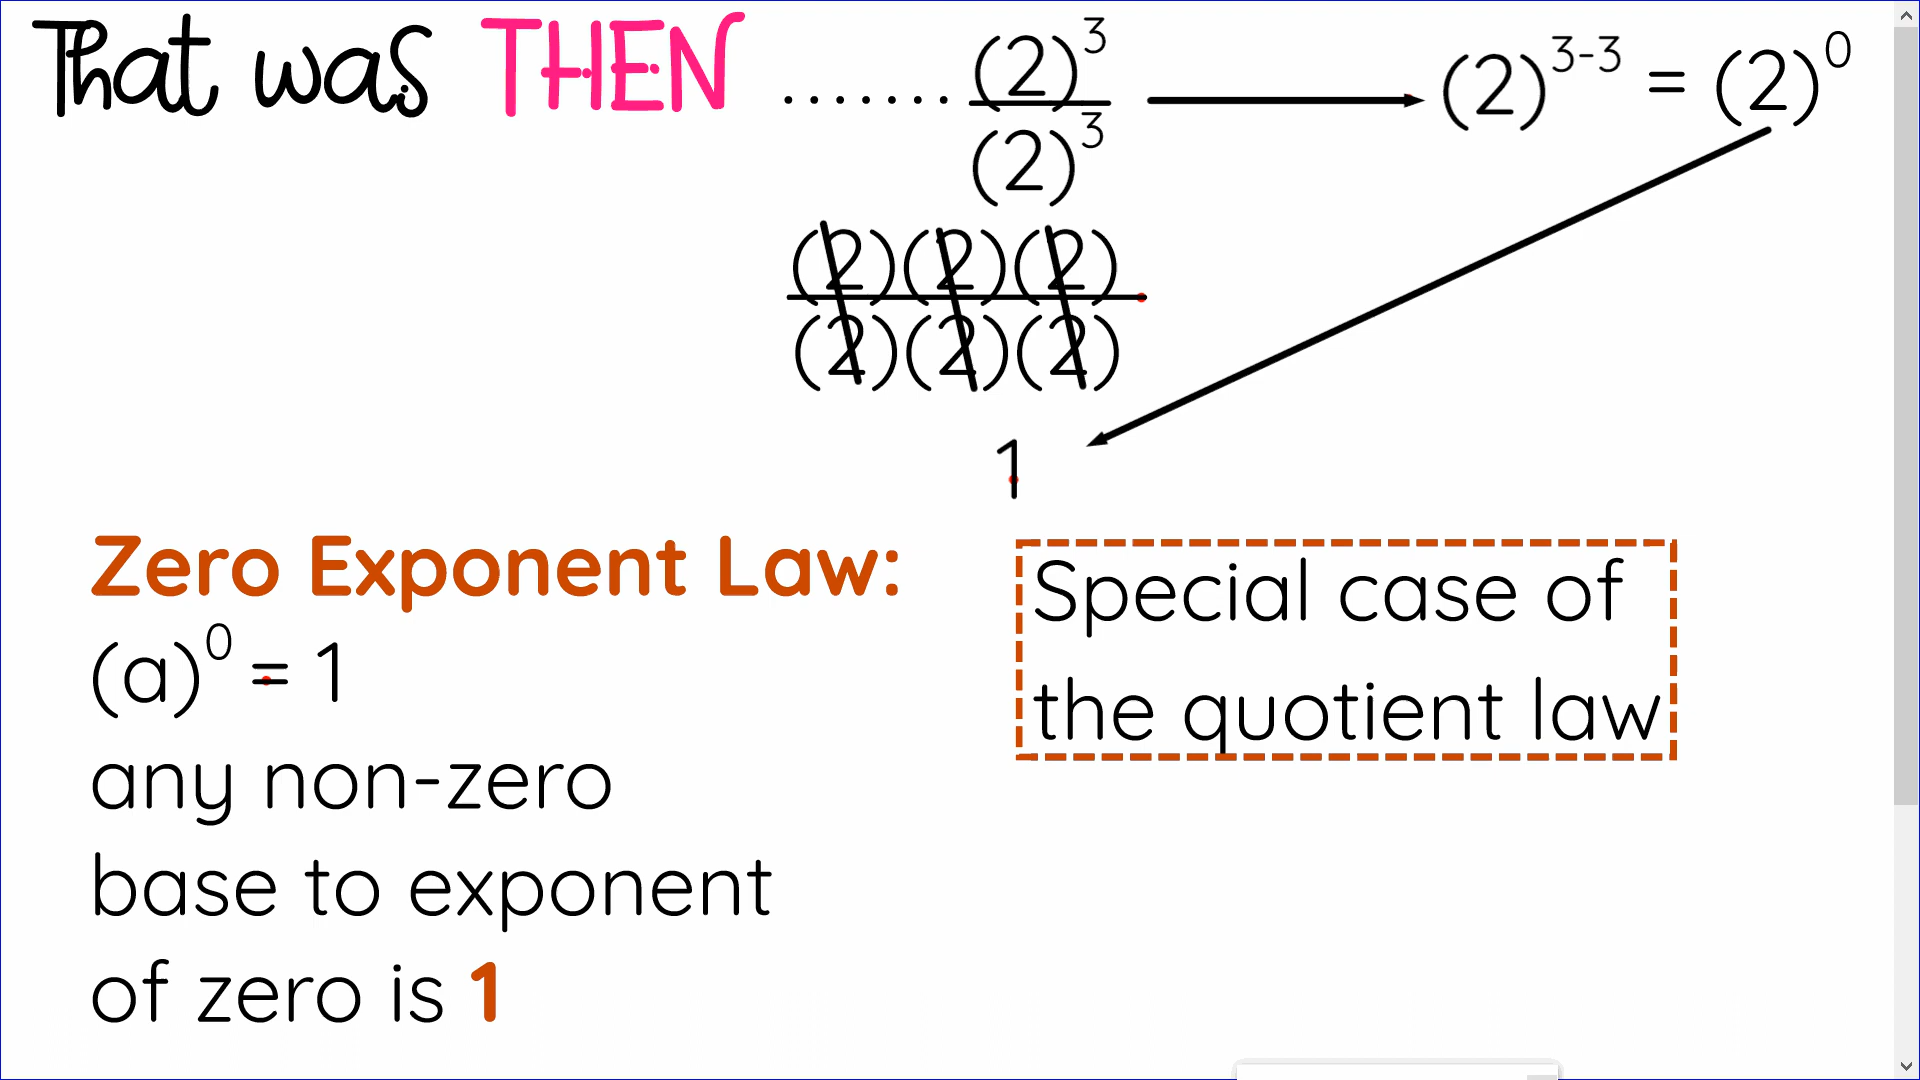 That was THEN ....... (2)³/(2)³ → (2)³⁻³ = (2)⁰
(2)(2)(2)/(2)(2)(2)
1
Zero Exponent Law:
(a)⁰ = 1
any non-zero
base to exponent
of zero is 1
Special case of
the quotient law